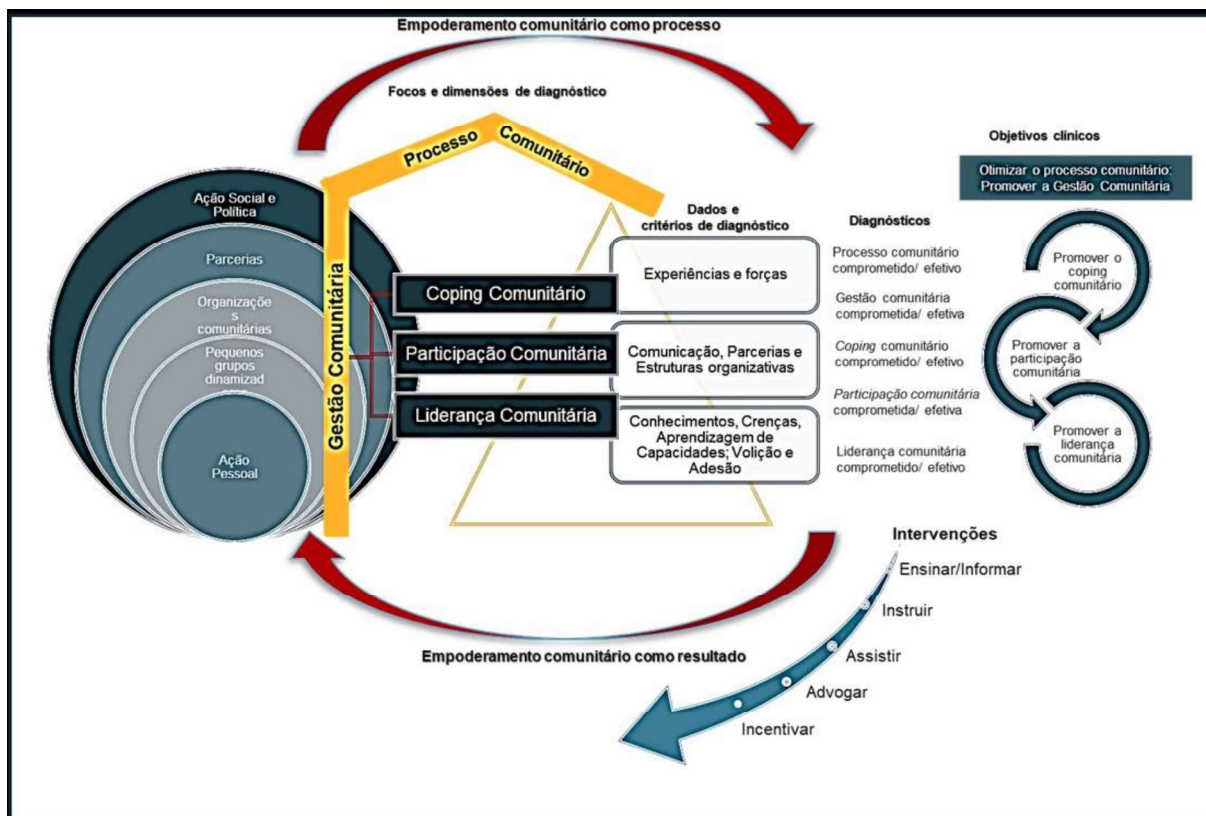 Empoderamento comunitário como processo
Focos e dimensões de diagnóstico
Processo
Comunitário
Gestão Comunitária
Ação Social e
Política
Parcerias
Organizaçõe
s comunitárias
Pequenos
grupos
dinamizad
Ação
Pessoal
Coping Comunitário
Participação Comunitária
Liderança Comunitária
Dados e
critérios de diagnóstico
Experiências e forças
Comunicação, Parcerias e
Estruturas organizativas
Conhecimentos, Crenças,
Aprendizagem de
Capacidades; Volição e
Adesão
Diagnósticos
Processo comunitário
comprometido/ efetivo
Gestão comunitária
comprometida/ efetiva
Coping comunitário
comprometido/ efetivo
Participação comunitária
comprometida/ efetiva
Liderança comunitária
comprometido/ efetivo
Objetivos clínicos
Otimizar o processo comunitário:
Promover a Gestão Comunitária
Promover o
coping
comunitário
Promover a
participação
comunitária
Promover a
liderança
comunitária
Intervenções
Ensinar/Informar
Instruir
Assistir
Advogar
Incentivar
Empoderamento comunitário como resultado